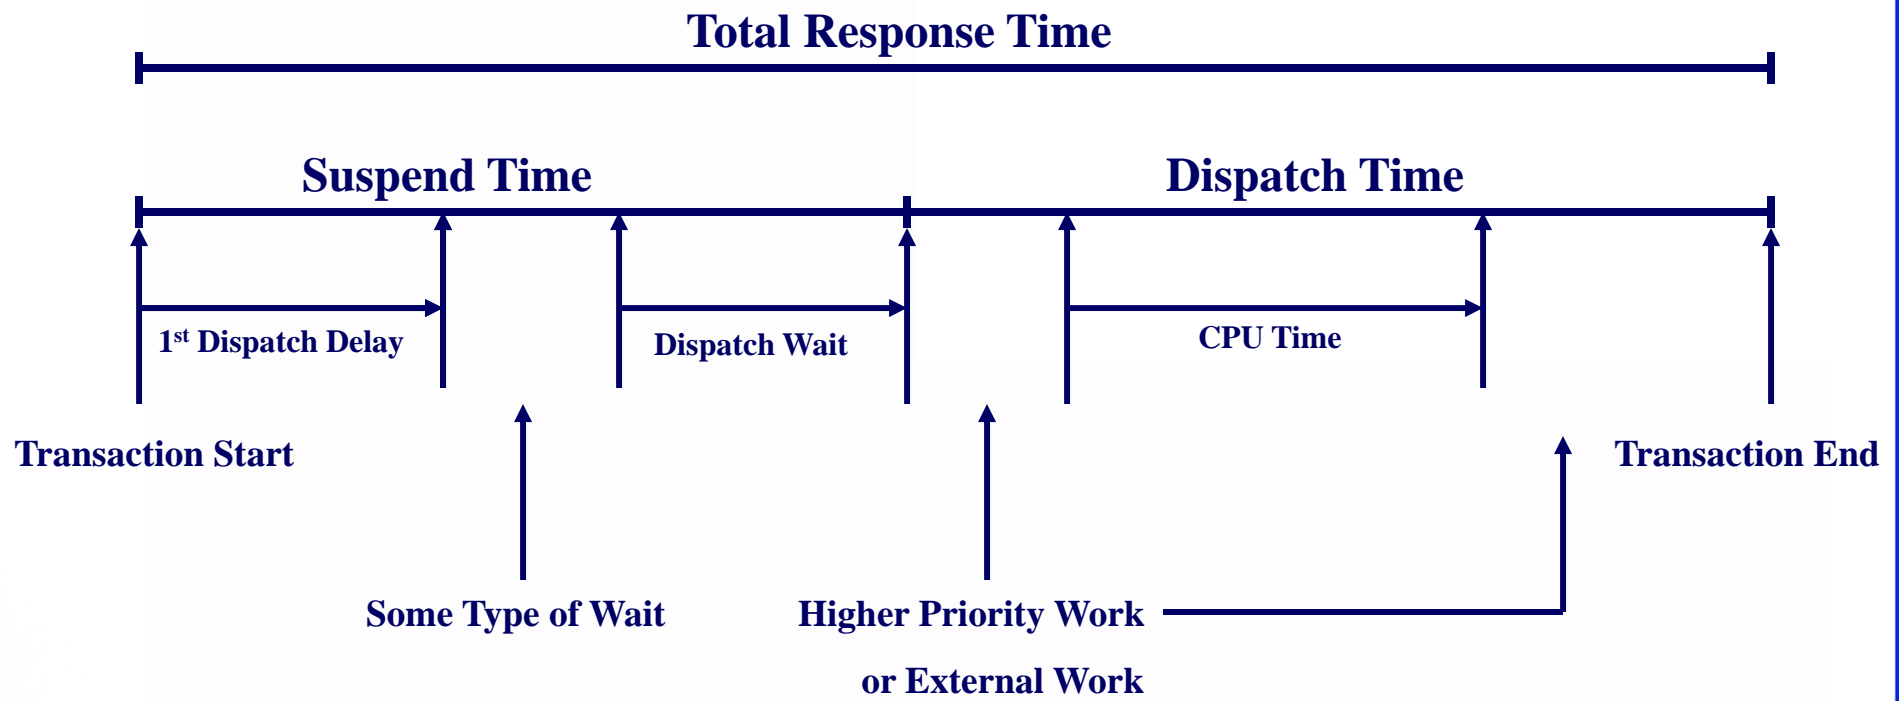 Total Response Time
Suspend Time
Dispatch Time
1st Dispatch Delay
Dispatch Wait
CPU Time
Transaction Start
Transaction End
Some Type of Wait
Higher Priority Work
or External Work